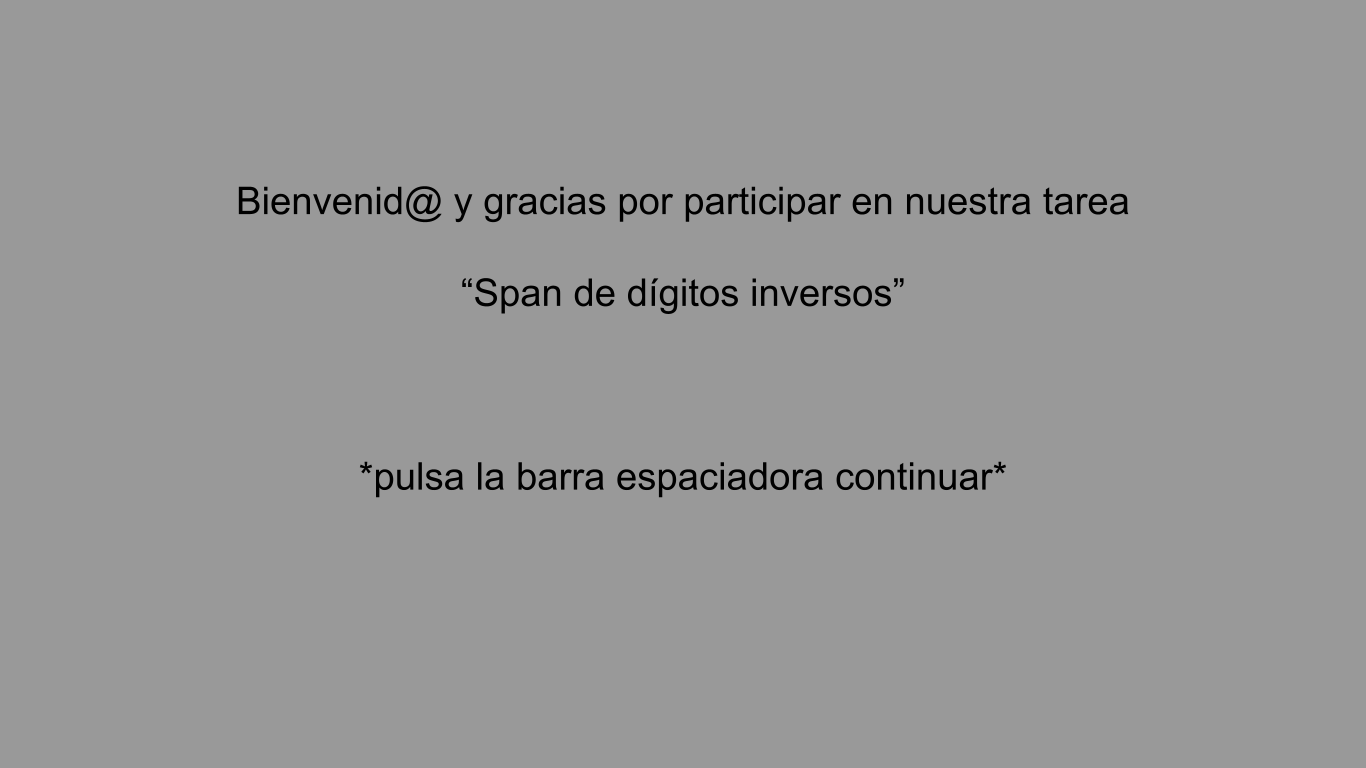 Bienvenid@ y gracias por participar en nuestra tarea
“Span de dígitos inversos”
*pulsa la barra espaciadora continuar*